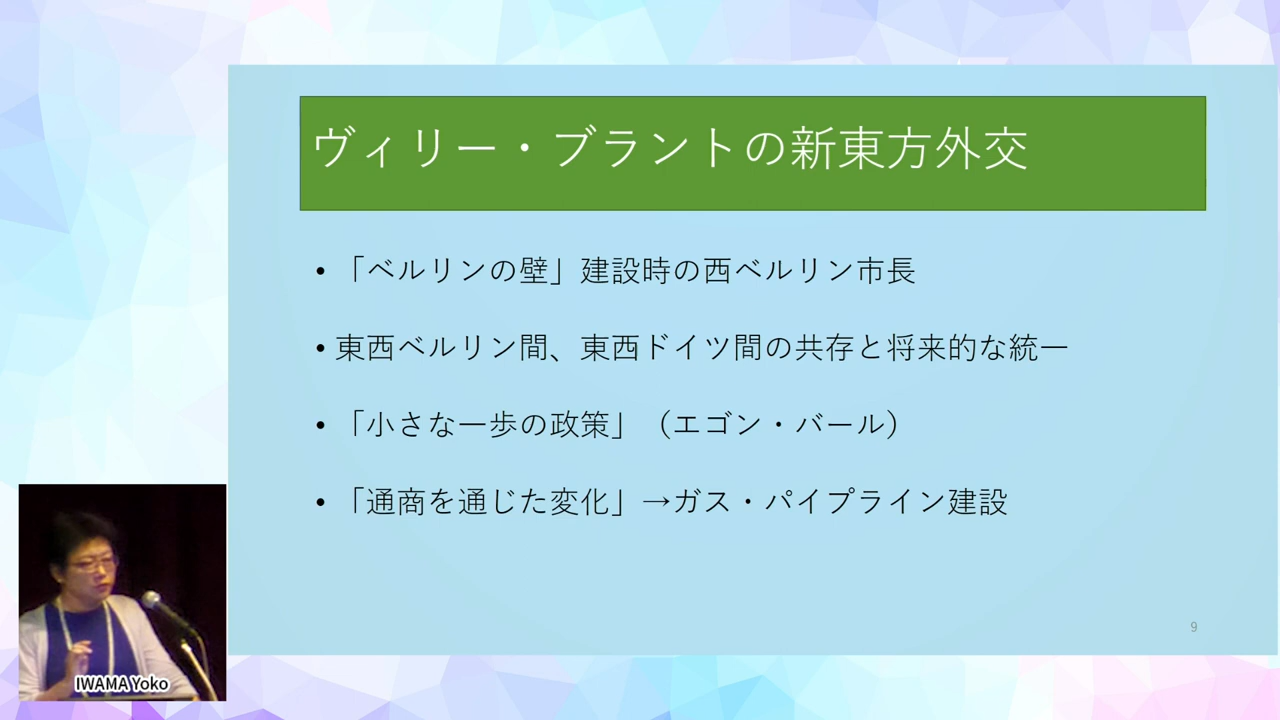 ヴィリー・ブラントの新東方外交
• 「ベルリンの壁」建設時の西ベルリン市長
• 東西ベルリン間、東西ドイツ間の共存と将来的な統一
• 「小さな一歩の政策」（エゴン・バール）
• 「通商を通じた変化」→ガス・パイプライン建設
9
IWAMA Yoko